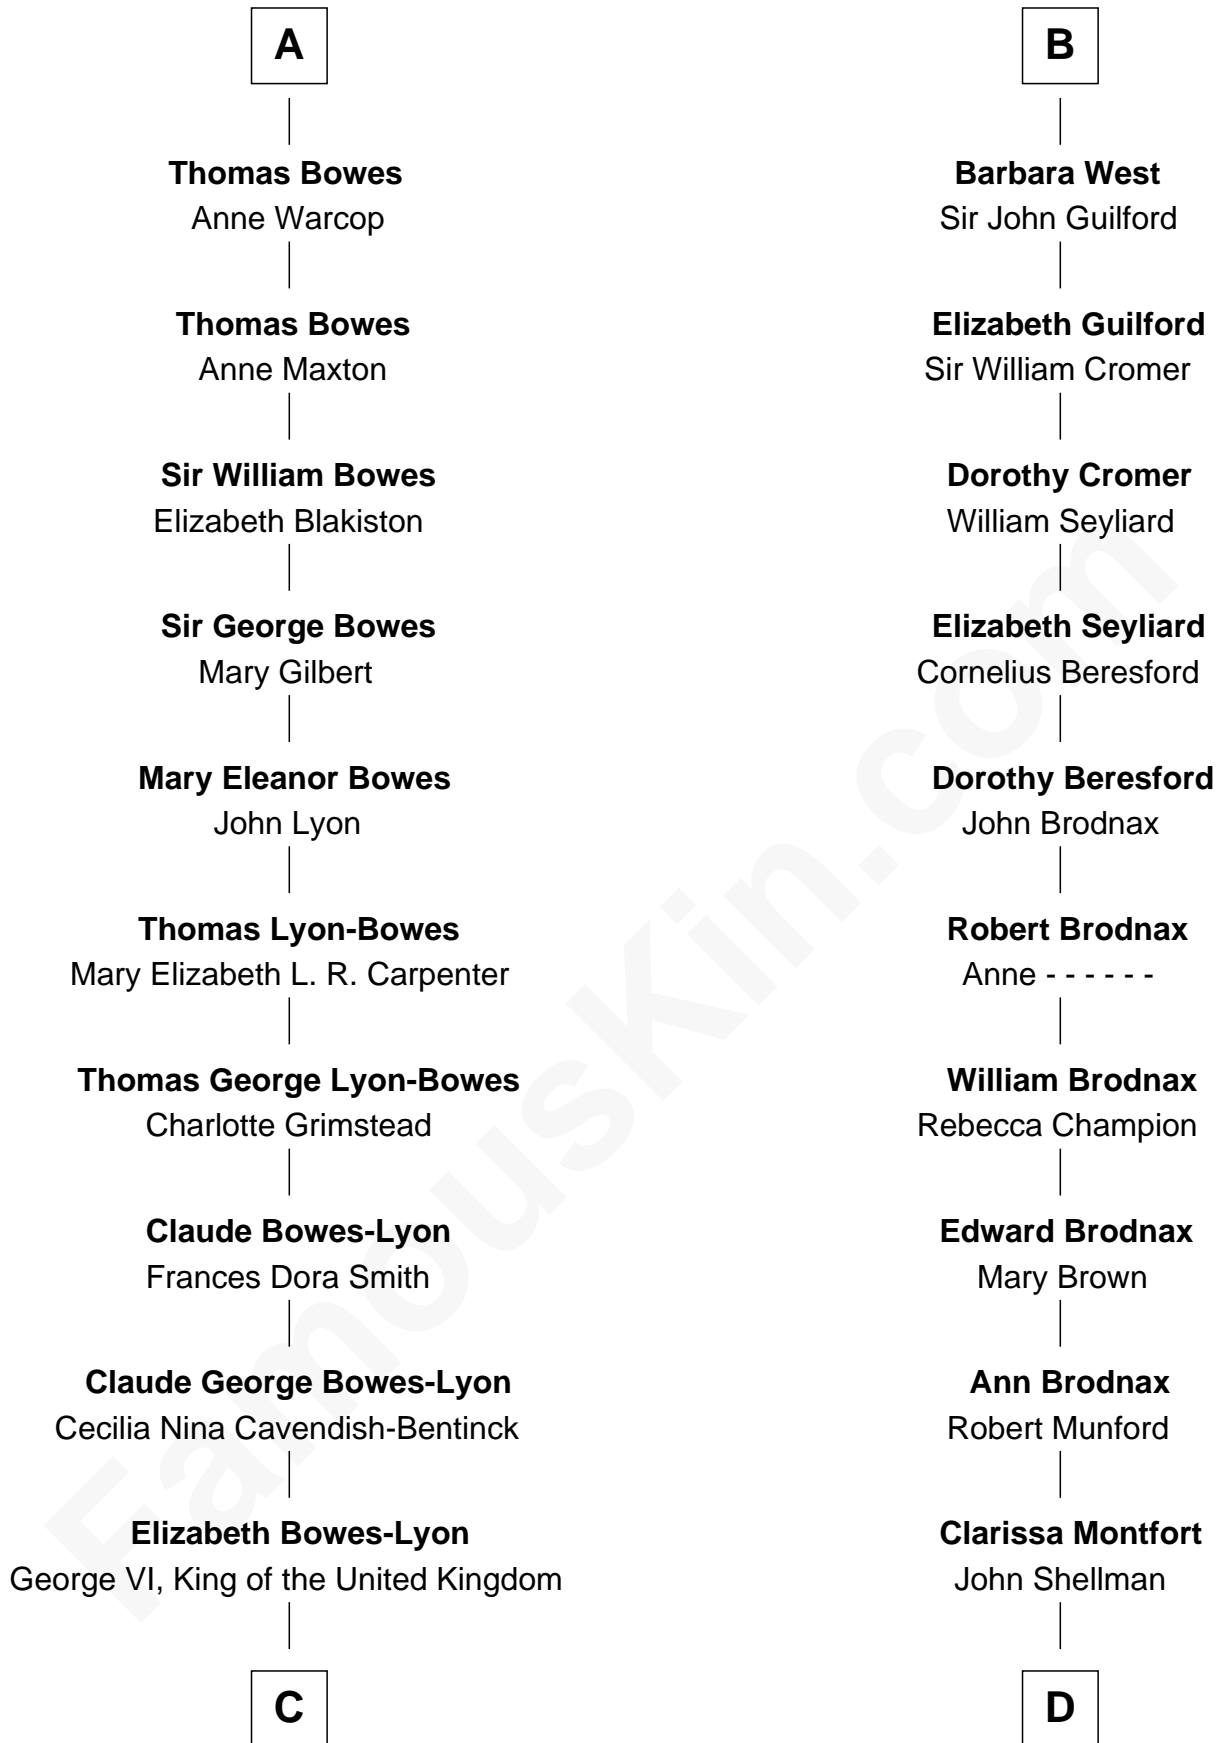 A
Thomas Bowes
Anne Warcop
Thomas Bowes
Anne Maxton
Sir William Bowes
Elizabeth Blakiston
Sir George Bowes
Mary Gilbert
Mary Eleanor Bowes
John Lyon
Thomas Lyon-Bowes
Mary Elizabeth L. R. Carpenter
Thomas George Lyon-Bowes
Charlotte Grimstead
Claude Bowes-Lyon
Frances Dora Smith
Claude George Bowes-Lyon
Cecilia Nina Cavendish-Bentinck
Elizabeth Bowes-Lyon
George VI, King of the United Kingdom
C
B
Barbara West
Sir John Guilford
Elizabeth Guilford
Sir William Cromer
Dorothy Cromer
William Seyliard
Elizabeth Seyliard
Cornelius Beresford
Dorothy Beresford
John Brodnax
Robert Brodnax
Anne - - - - - -
William Brodnax
Rebecca Champion
Edward Brodnax
Mary Brown
Ann Brodnax
Robert Munford
Clarissa Montfort
John Shellman
D
FamousKin.com